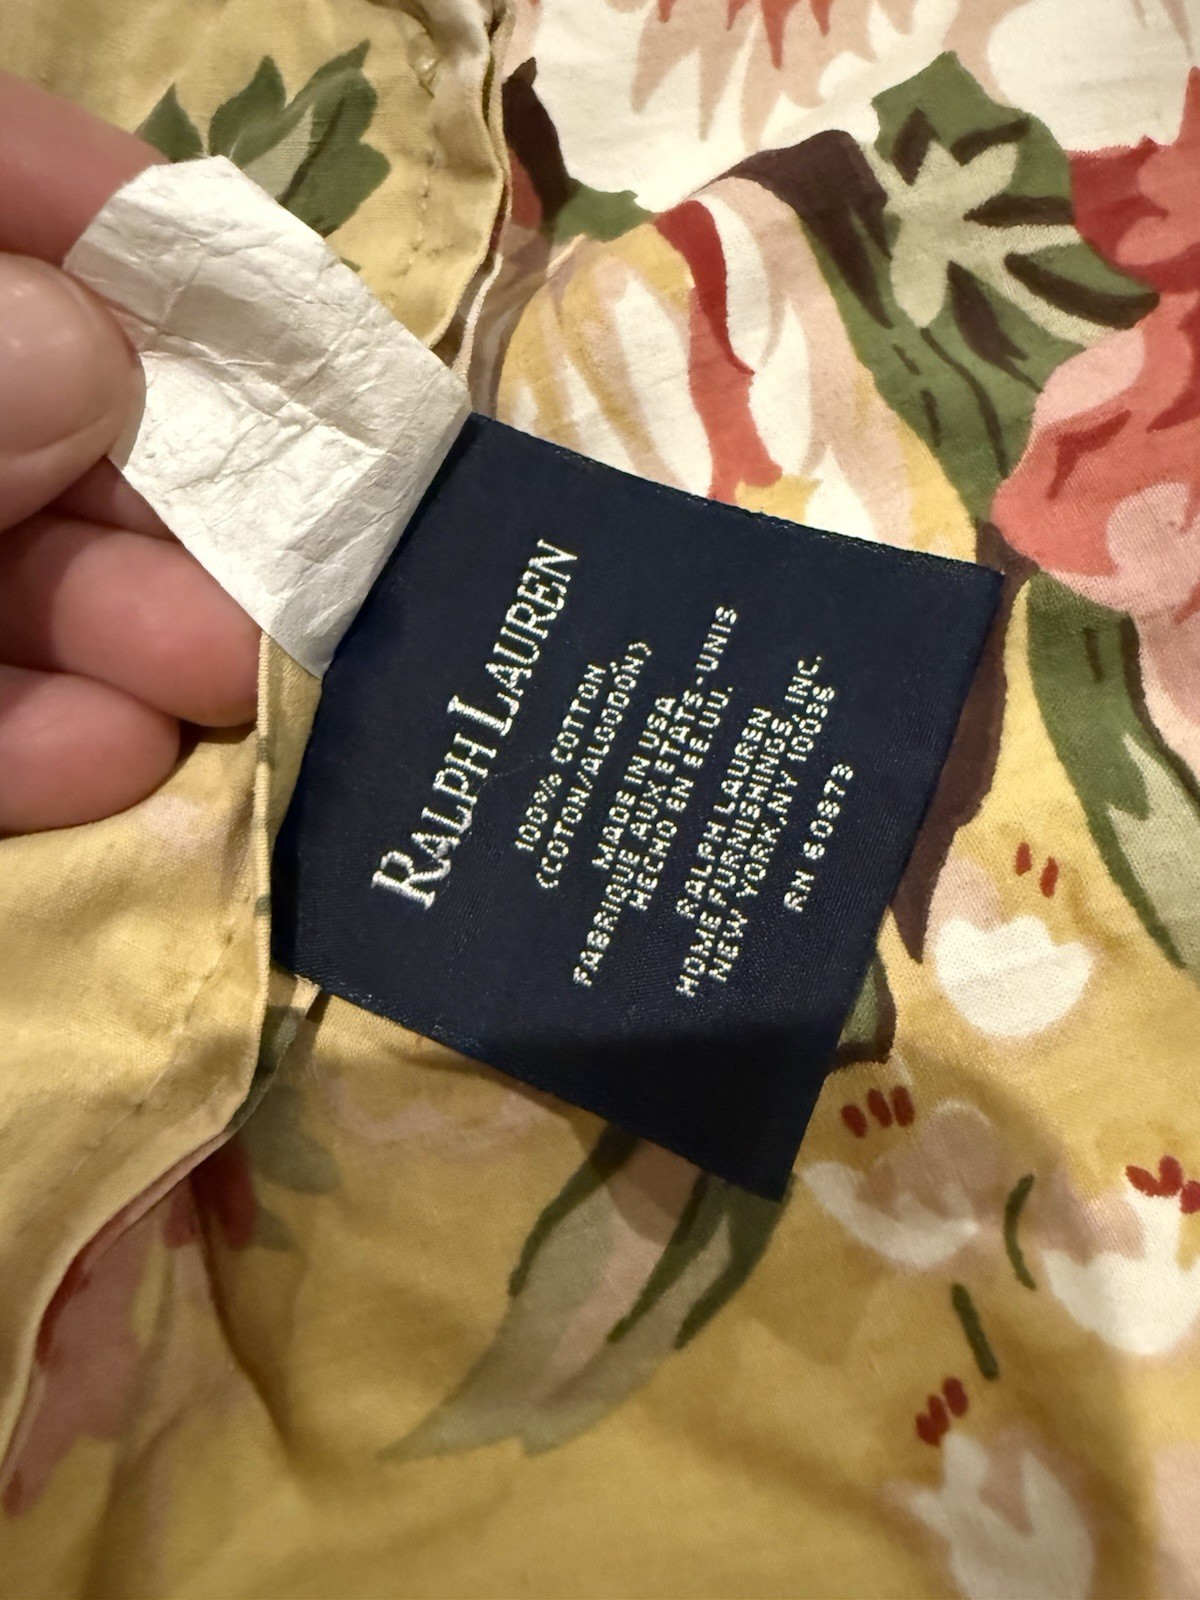 RALPH LAUREN
100% COTTON
(COTON/ALGODÓN)
MADE IN USA
FABRIQUE AUX ETATS-UNIS
HECHO EN EE.UU.
RALPH LAUREN
HOME FURNISHINGS, INC.
NEW YORK, NY 10036
RN 60873